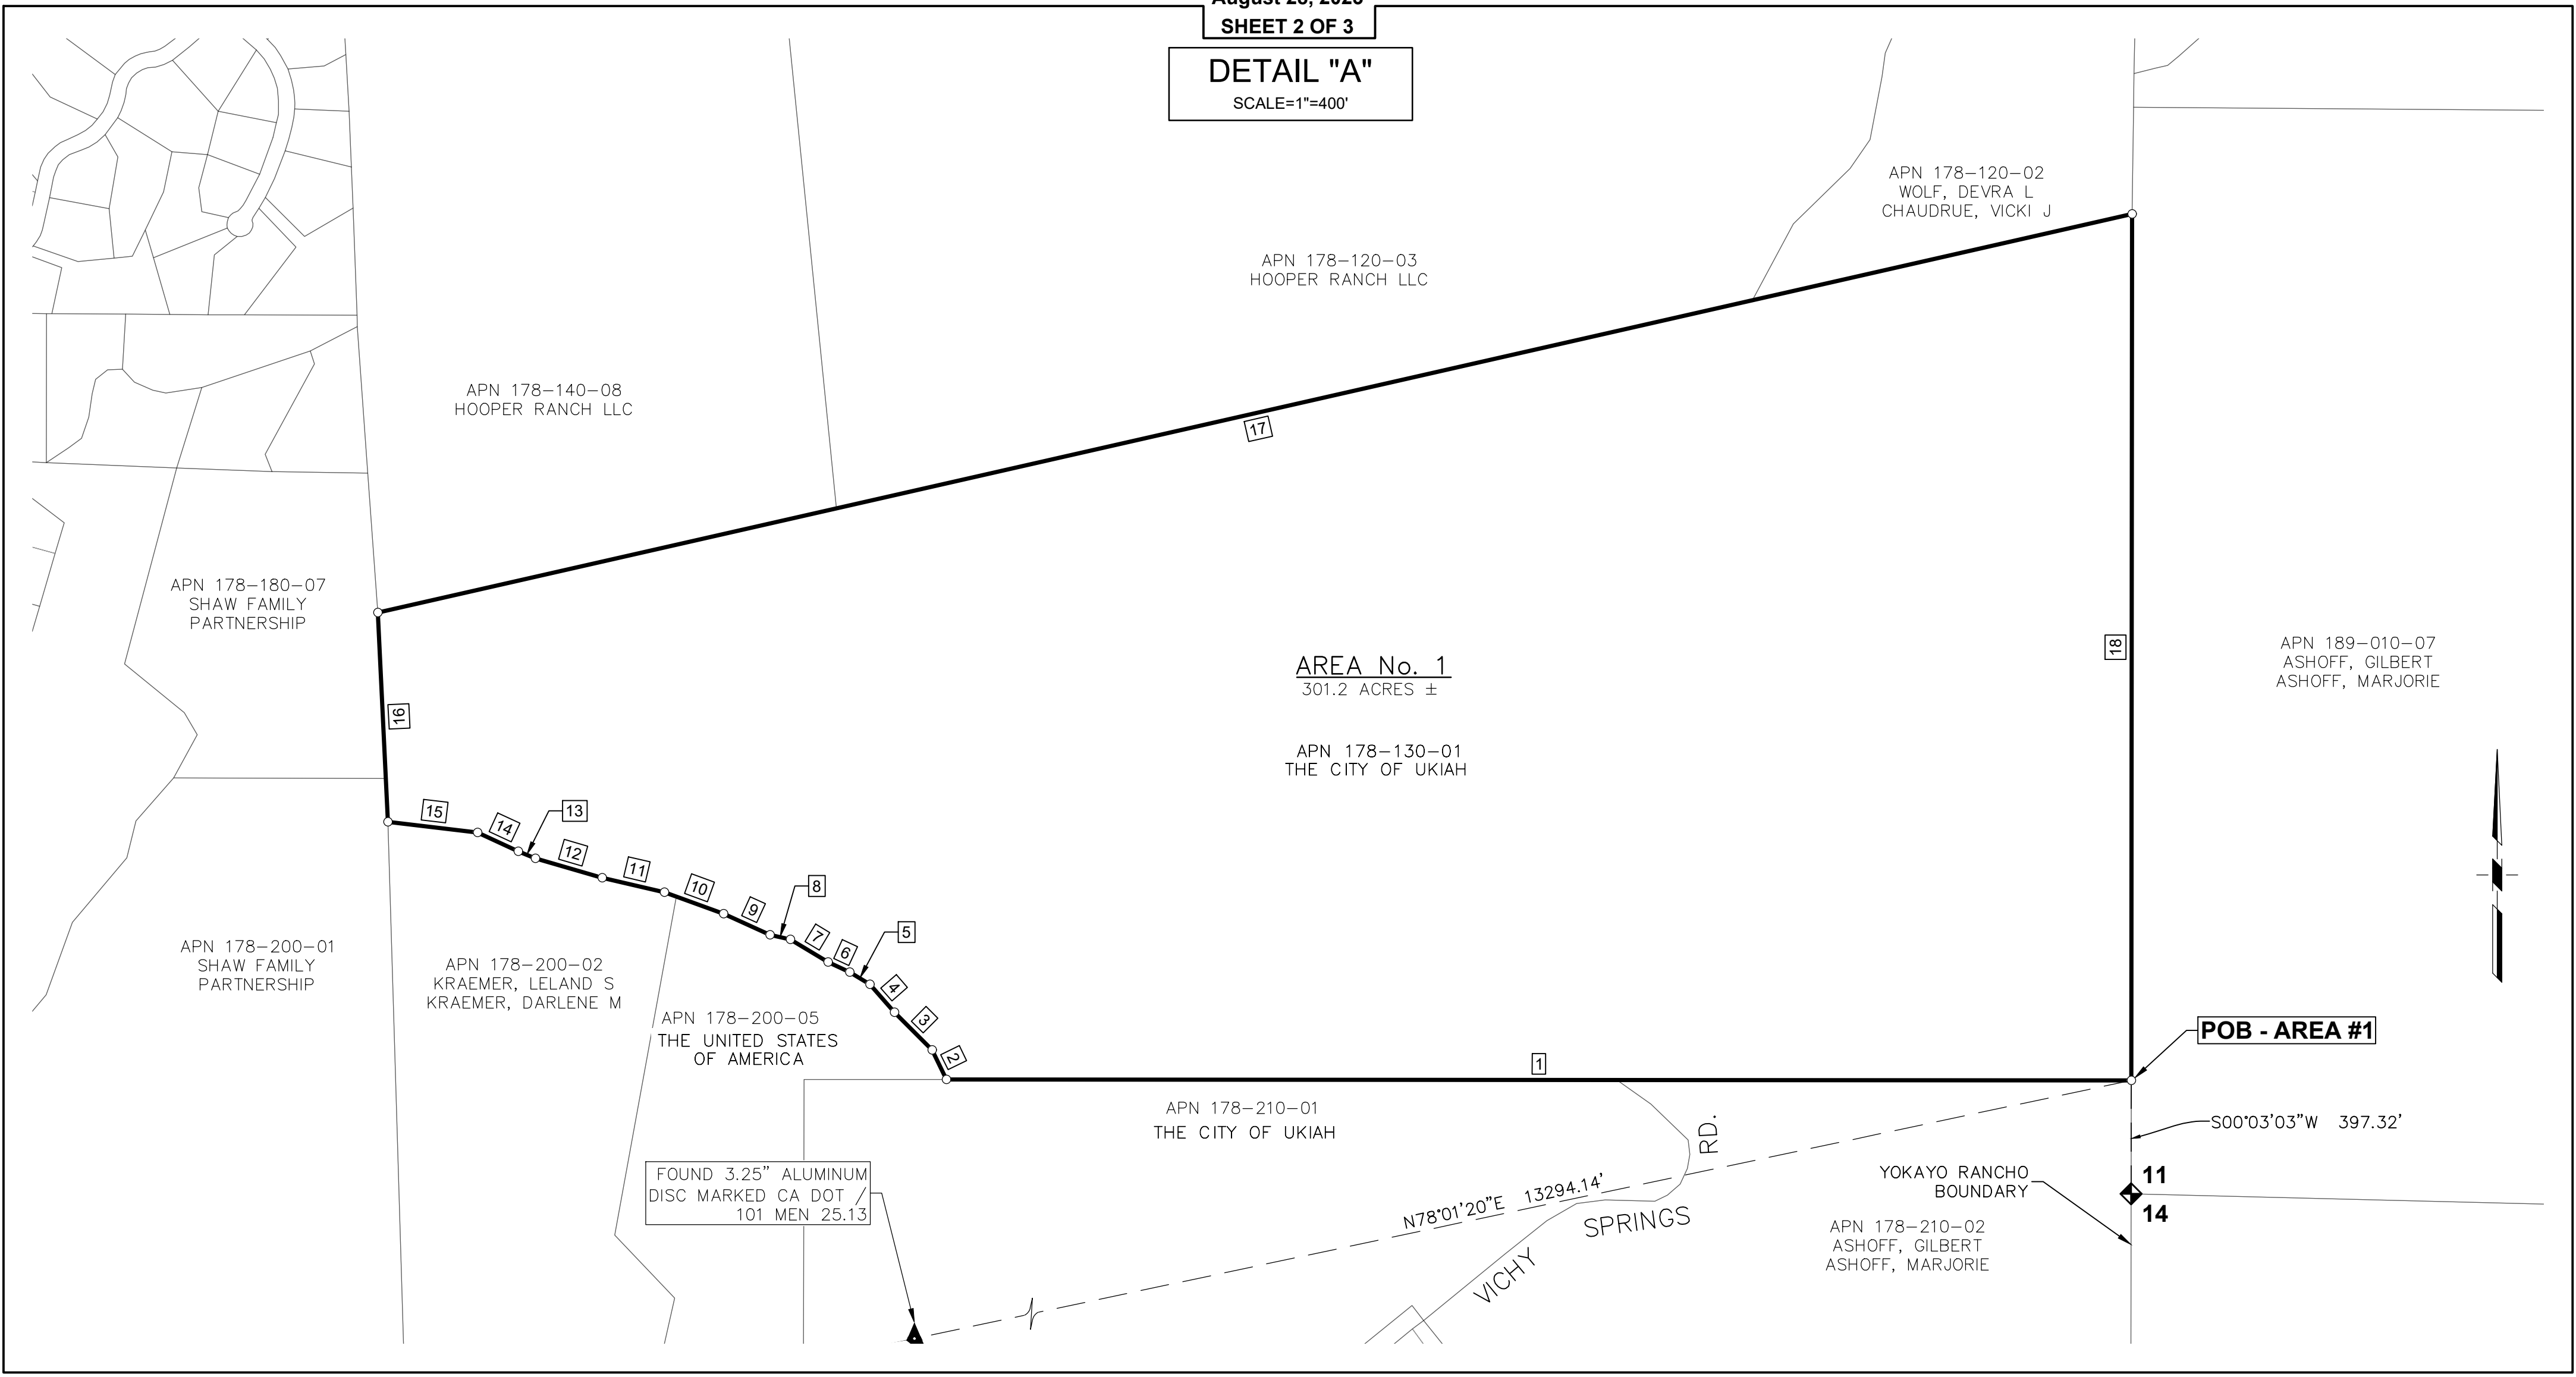 SHEET 2 OF 3
DETAIL "A"
SCALE=1"=400'
APN 178-120-02
WOLF, DEVRA L
CHAUDRUE, VICKI J
APN 178-120-03
HOOPER RANCH LLC
APN 178-140-08
HOOPER RANCH LLC
17
APN 178-180-07
SHAW FAMILY
PARTNERSHIP
18
APN 189-010-07
ASHOFF, GILBERT
ASHOFF, MARJORIE
AREA No. 1
301.2 ACRES ±
16
APN 178-130-01
THE CITY OF UKIAH
15
14
13
12
11
10
9
8
7
6
5
4
3
2
1
APN 178-200-01
SHAW FAMILY
PARTNERSHIP
APN 178-200-02
KRAEMER, LELAND S
KRAEMER, DARLENE M
APN 178-200-05
THE UNITED STATES
OF AMERICA
POB - AREA #1
APN 178-210-01
THE CITY OF UKIAH
S00°03'03"W 397.32'
FOUND 3.25" ALUMINUM
DISC MARKED CA DOT /
101 MEN 25.13
N78°01'20"E 13294.14'
VICHY
SPRINGS
RD.
YOKAYO RANCHO
BOUNDARY
11
14
APN 178-210-02
ASHOFF, GILBERT
ASHOFF, MARJORIE